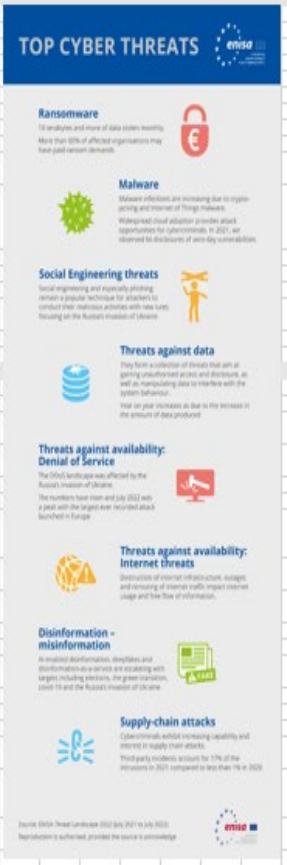 TOP CYBER THREATS
enisa
Ransomware
10 terabytes and more of data stolen monthly.
More than 60% of affected organisations may
have paid ransom demands
Malware
Malware infections are increasing due to crypto-
jacking and Internet of Things malware
Widespread cloud adoption provides attack
opportunities for cybercriminals. In 2021, we
observed 66 disclosures of zero-day vulnerabilities
Social Engineering threats
Social engineering and especially phishing
remain a popular technique for attackers to
conduct their malicious activities with new lures
focusing on the Russia's invasion of Ukraine
Threats against data
They form a collection of threats that aim at
gaining unauthorised access and disclosure, as
well as manipulating data to interfere with the
system behaviour.
Year on year increases as due to the increase in
the amount of data produced
Threats against availability:
Denial of Service
The DDoS landscape was affected by the
Russia's invasion of Ukraine.
The numbers have risen and July 2022 was
a peak with the largest ever recorded attack
launched in Europe
Threats against availability:
Internet threats
Destruction of internet infrastructure, outages
and rerouting of internet traffic impact internet
usage and free flow of information.
Disinformation –
misinformation
AI-enabled disinformation, deepfakes and
disinformation-as-a-service are escalating with
targets including elections, the green transition,
covid-19 and the Russia's invasion of Ukraine
FAKE
Supply-chain attacks
Cybercriminals exhibit increasing capability and
interest in supply chain attacks.
Third-party incidents account for 17% of the
intrusions in 2021 compared to less than 1% in 2020
Source: ENISA Threat Landscape 2022 (July 2021 to July 2022)
Reproduction is authorised, provided the source is acknowledge
enisa